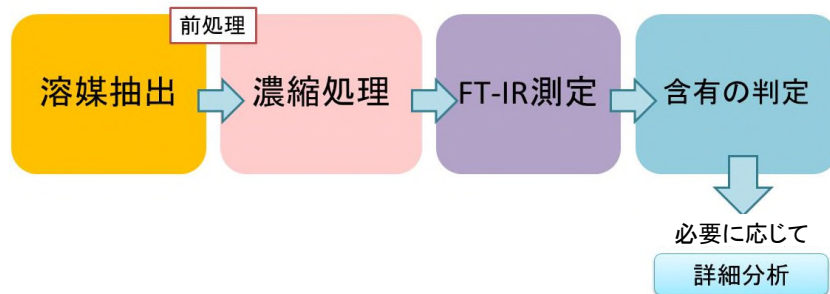 前処理
溶媒抽出
濃縮処理
FT-IR測定
含有の判定
必要に応じて
詳細分析